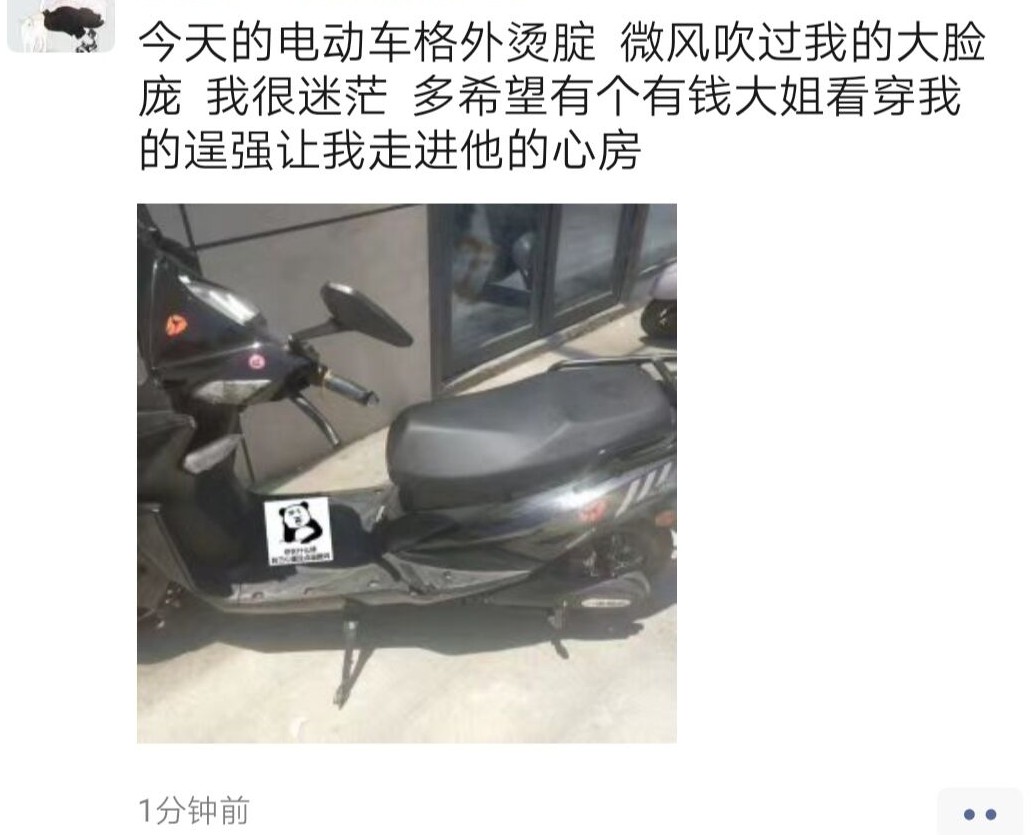 今天的电动车格外烫腚 微风吹过我的大脸
庞 我很迷茫 多希望有个有钱大姐看穿我
的逞强让我走进他的心房
1分钟前